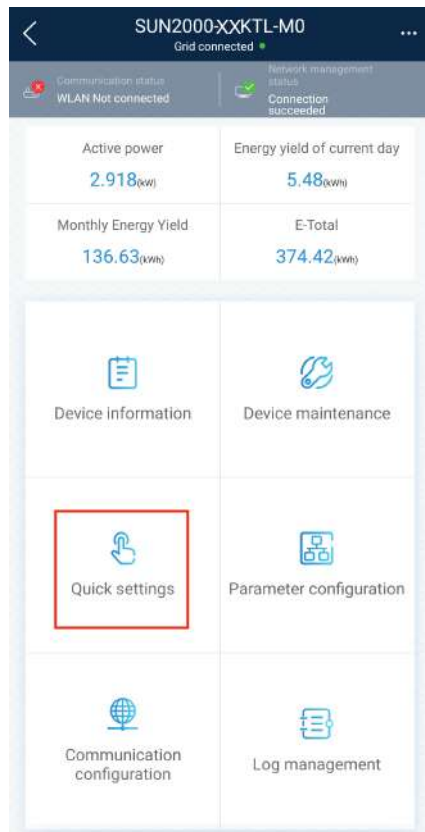 SUN2000-XXKTL-M0
Grid connected
Communication status
WLAN Not connected
Network management
status
Connection
succeeded
Active power
2.918(kW)
Energy yield of current day
5.48(kWh)
Monthly Energy Yield
136.63(kWh)
E-Total
374.42(kWh)
Device information
Device maintenance
Quick settings
Parameter configuration
Communication
configuration
Log management